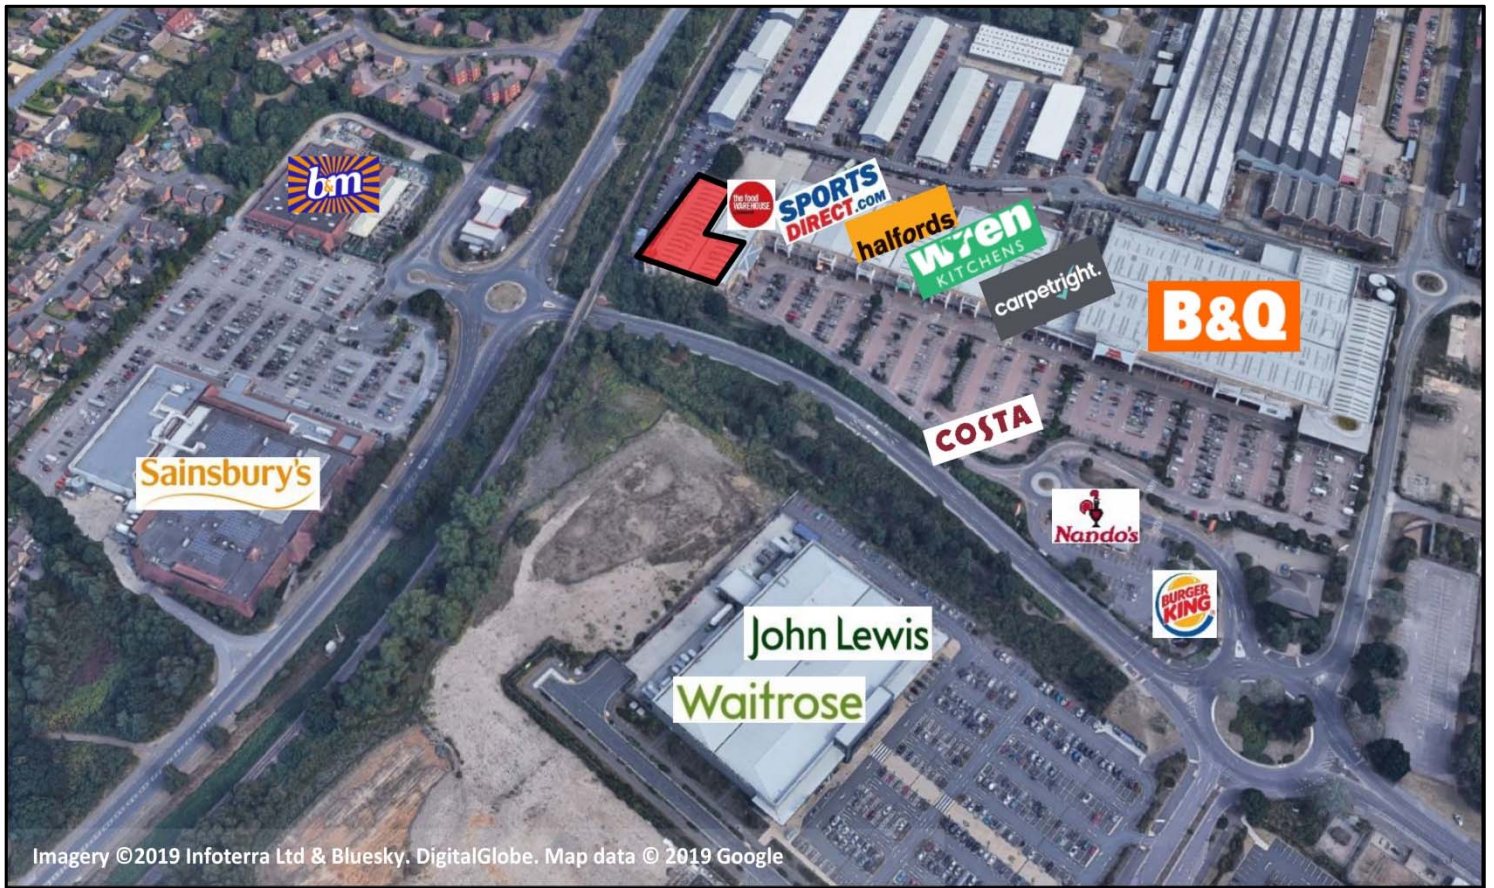 b&m
the food
WAREHOUSE
SPORTS
DIRECT.COM
halfords
wren
KITCHENS
carpetright.
B&Q
COSTA
Sainsbury's
Nando's
BURGER
KING
John Lewis
Waitrose
Imagery ©2019 Infoterra Ltd & Bluesky. DigitalGlobe. Map data © 2019 Google